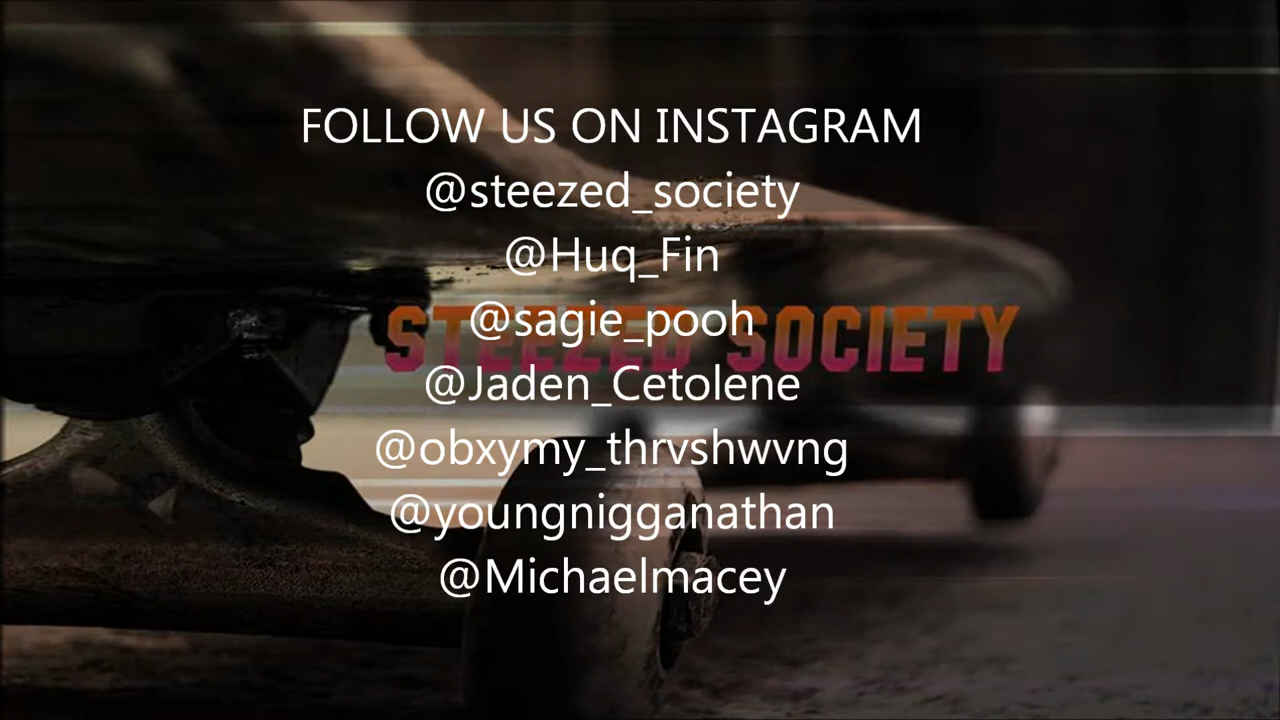 FOLLOW US ON INSTAGRAM
@steezed_society
@Huq_Fin
@sagie_pooh
STEEZED SOCIETY
@Jaden_Cetolene
@obxymy_thrvshwvng
@youngnigganathan
@Michaelmacey